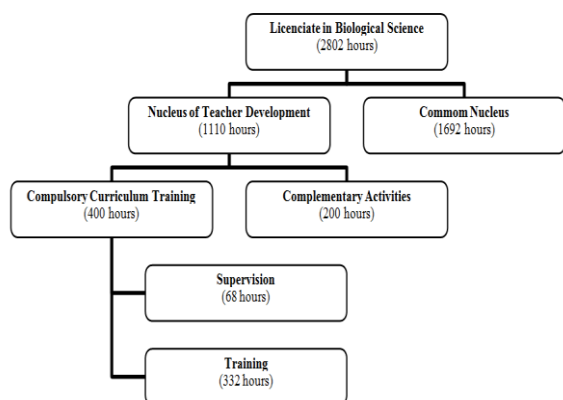 Licenciate in Biological Science
(2802 hours)
Nucleus of Teacher Development
(1110 hours)
Commom Nucleus
(1692 hours)
Compulsory Curriculum Training
(400 hours)
Complementary Activities
(200 hours)
Supervision
(68 hours)
Training
(332 hours)